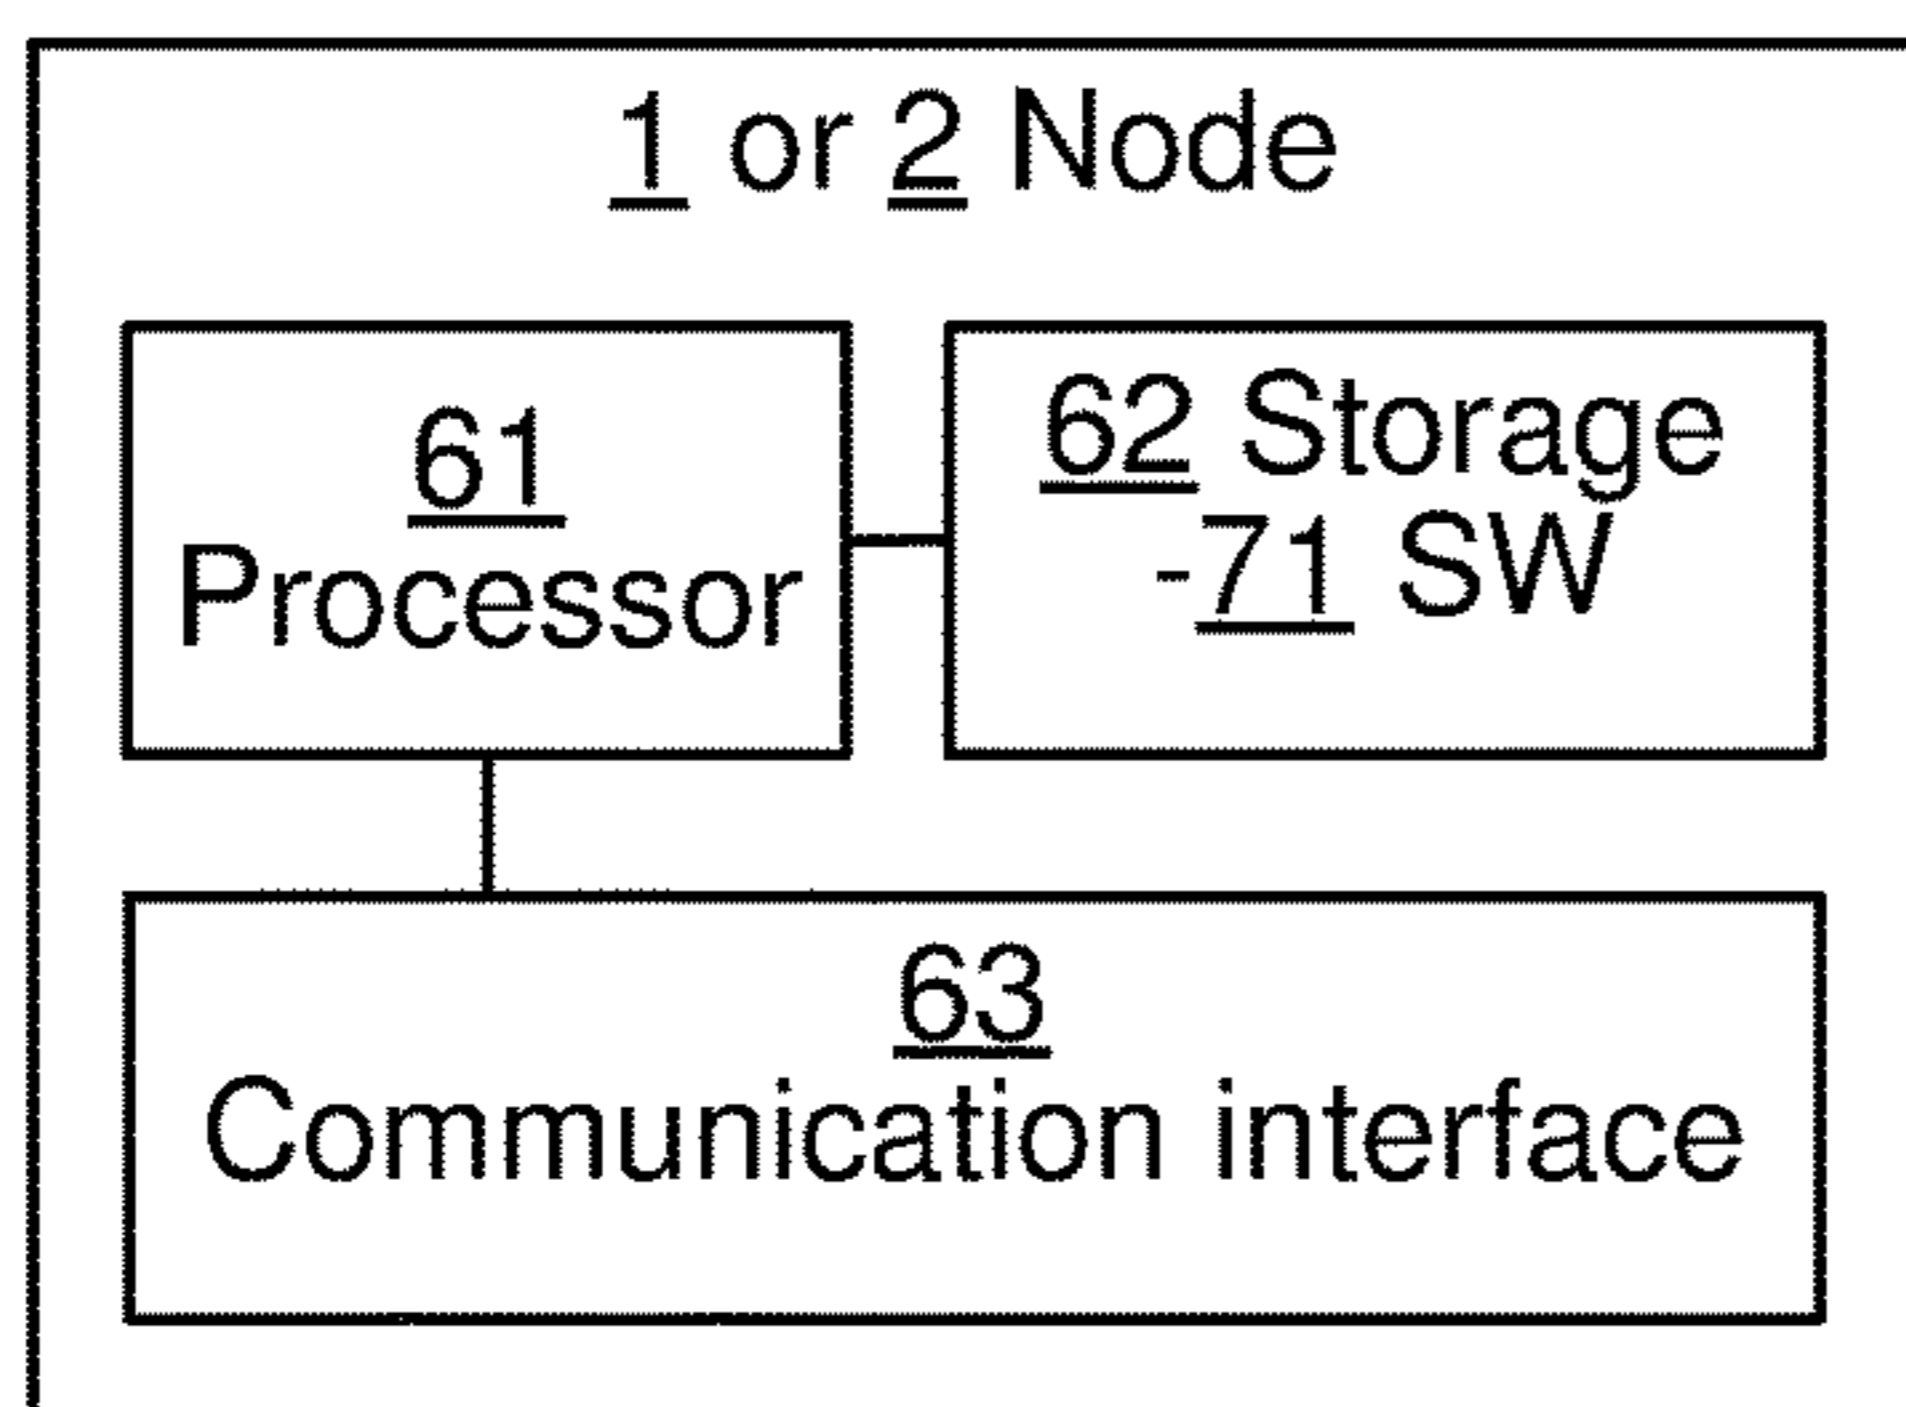 1 or 2 Node
61
Processor
62 Storage
-71 SW
63
Communication interface